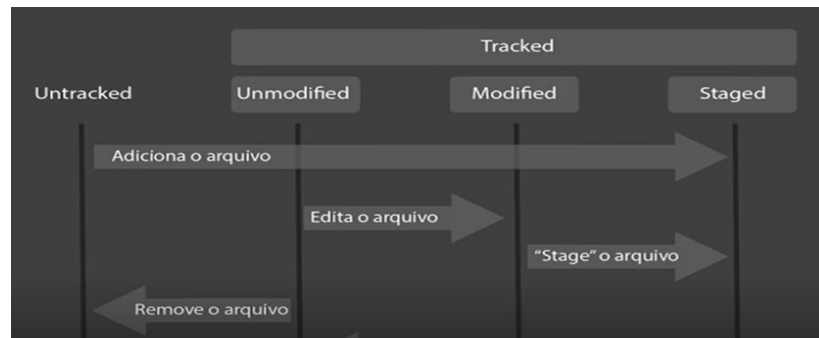 Tracked
Untracked Unmodified Modified Staged
Adiciona o arquivo
Edita o arquivo
"Stage" o arquivo
Remove o arquivo